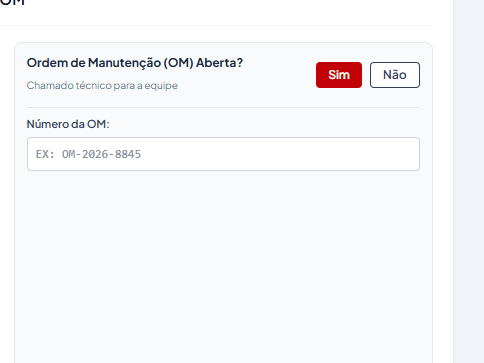 OM
Ordem de Manutenção (OM) Aberta?
Chamado técnico para a equipe
Sim
Não
Número da OM:
EX: OM-2026-8845